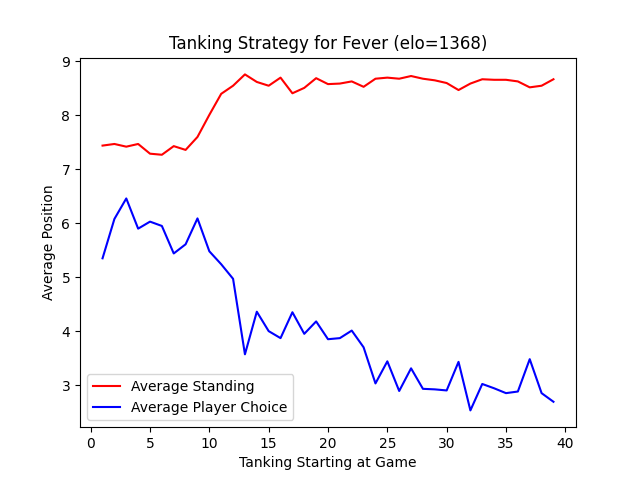 Tanking Strategy for Fever (elo=1368)
Average Position
9
8
7
6
5
4
3
Average Standing
Average Player Choice
0 5 10 15 20 25 30 35 40
Tanking Starting at Game